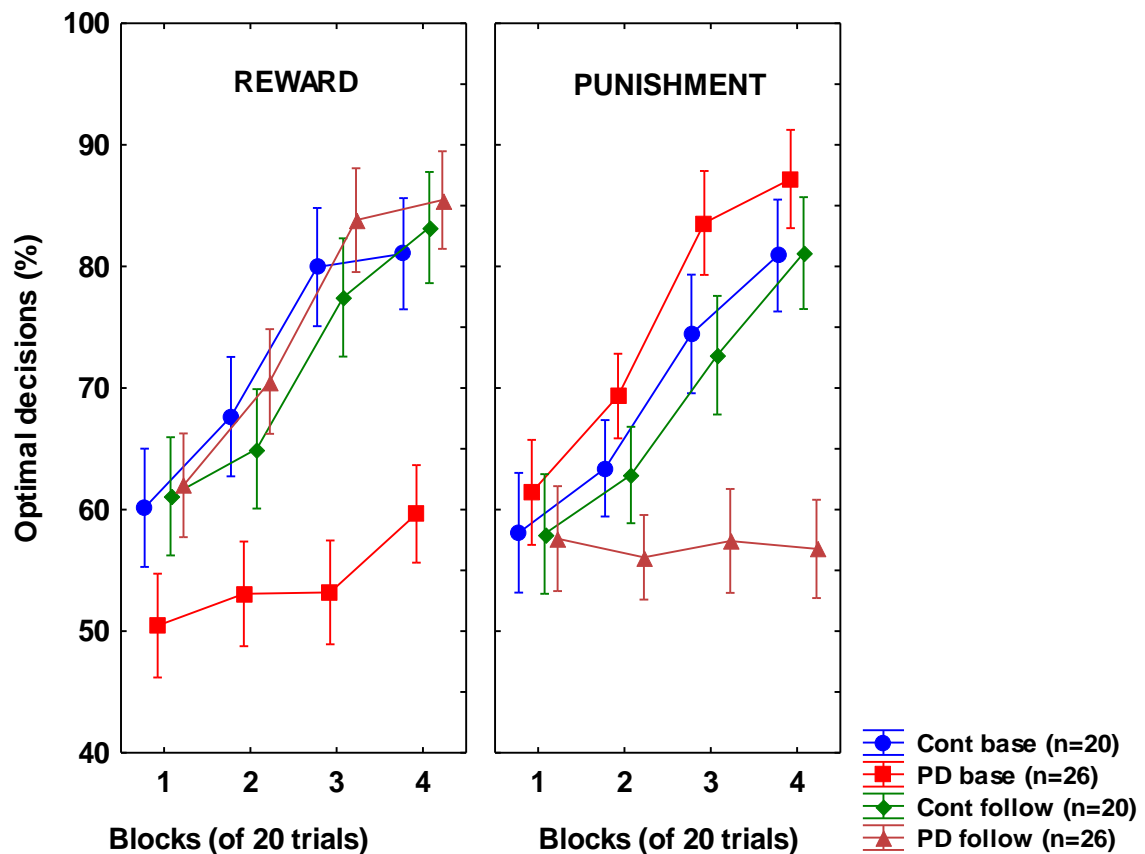 100
90
80
70
60
50
40
Optimal decisions (%)
REWARD
PUNISHMENT
1 2 3 4
1 2 3 4
Blocks (of 20 trials)
Blocks (of 20 trials)
Cont base (n=20)
PD base (n=26)
Cont follow (n=20)
PD follow (n=26)